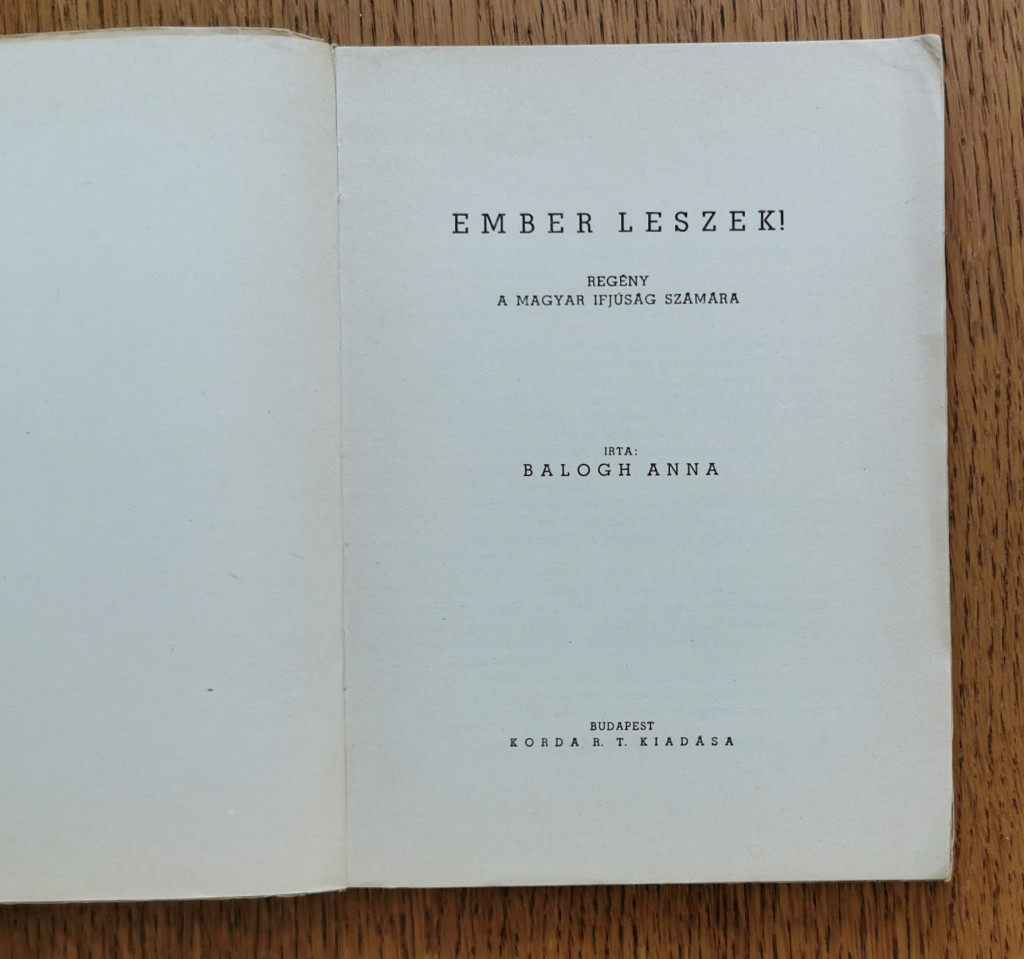 EMBER LESZEK!
REGÉNY
A MAGYAR IFJÚSÁG SZÁMÁRA
IRTA:
BALOGH ANNA
BUDAPEST
KORDA R. T. KIADÁSA